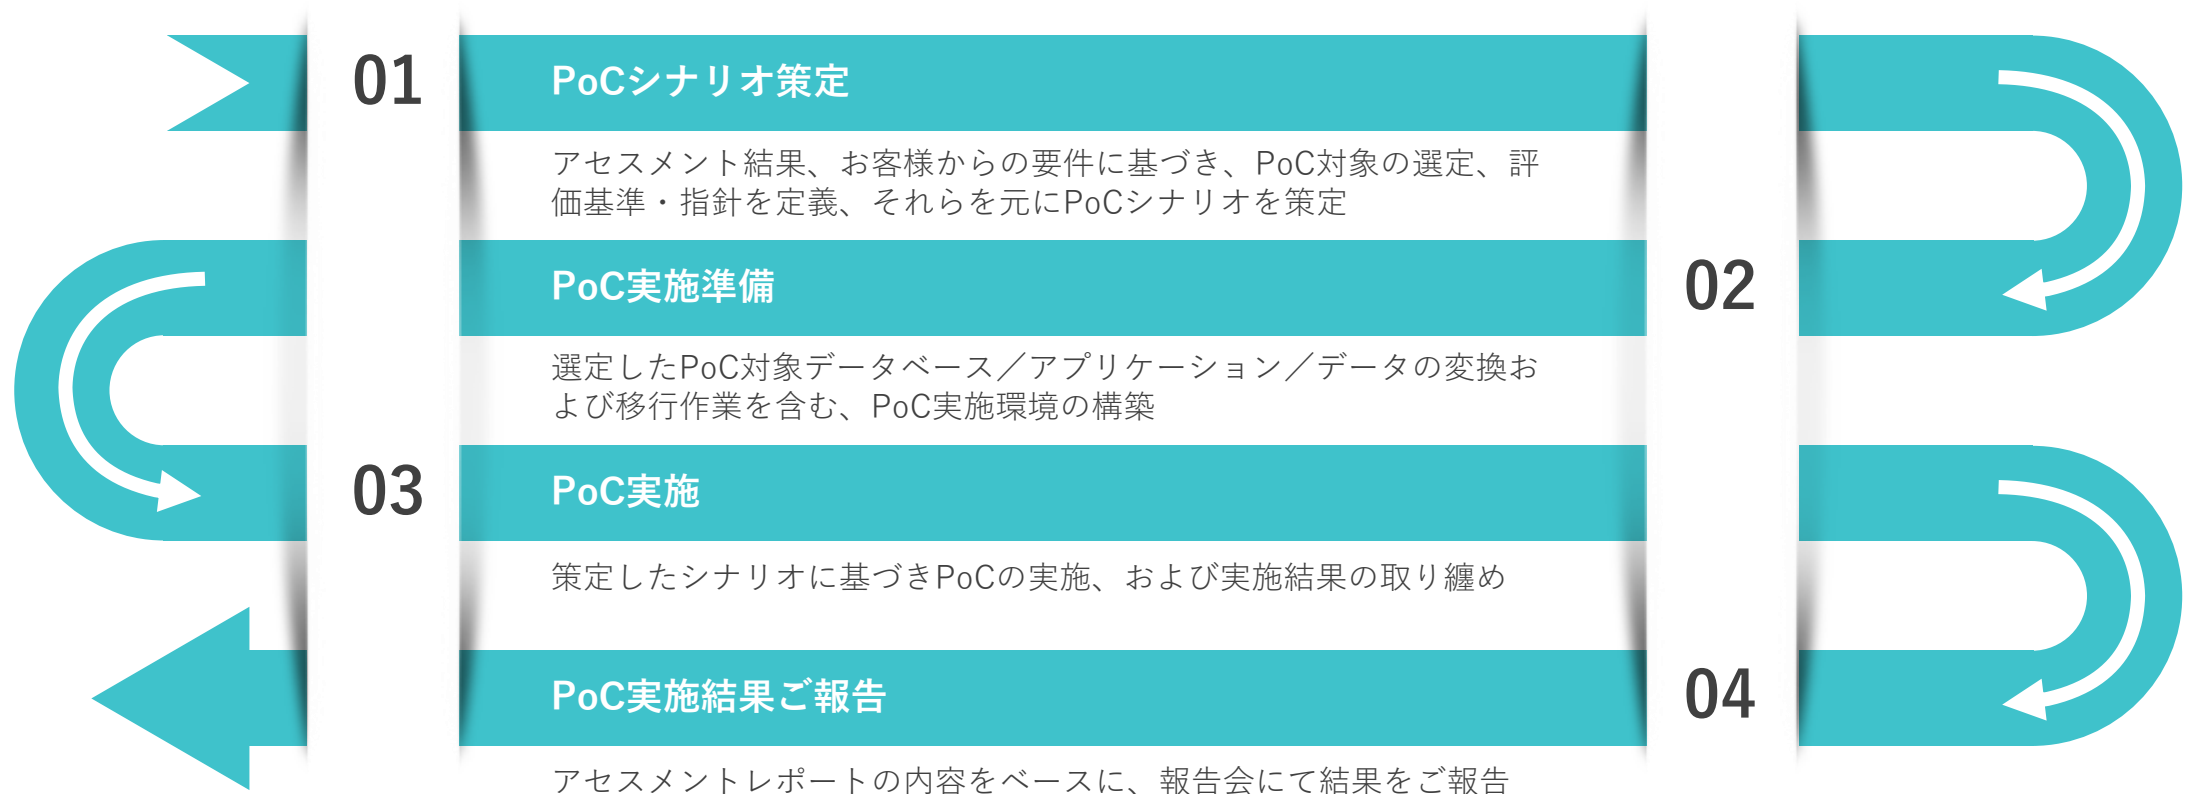 01
PoCシナリオ策定
アセスメント結果、お客様からの要件に基づき、PoC対象の選定、評
価基準・指針を定義、それらを元にPoCシナリオを策定
02
PoC実施準備
選定したPoC対象データベース／アプリケーション／データの変換お
よび移行作業を含む、PoC実施環境の構築
03
PoC実施
策定したシナリオに基づきPoCの実施、および実施結果の取り纏め
04
PoC実施結果ご報告
アセスメントレポートの内容をベースに、報告会にて結果をご報告